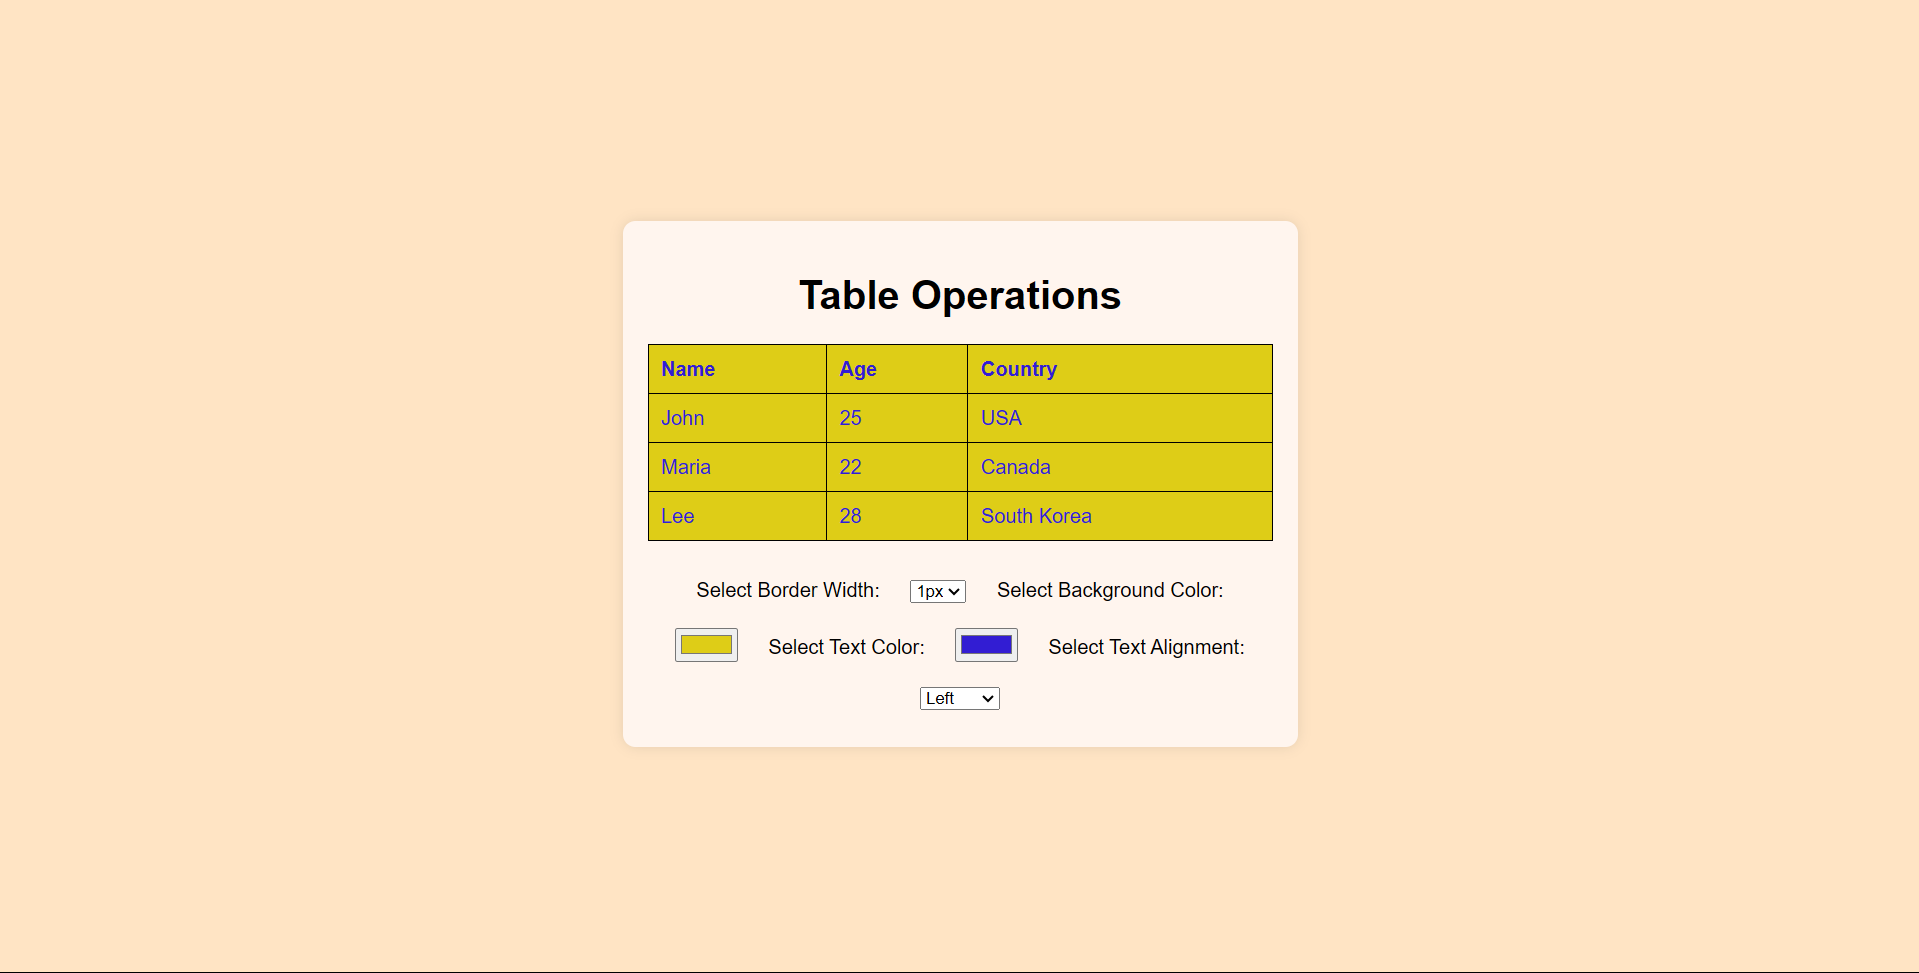 Table Operations
Name Age Country
John 25 USA
Maria 22 Canada
Lee 28 South Korea
Select Border Width: 1px Select Background Color:
Select Text Color: Select Text Alignment:
Left